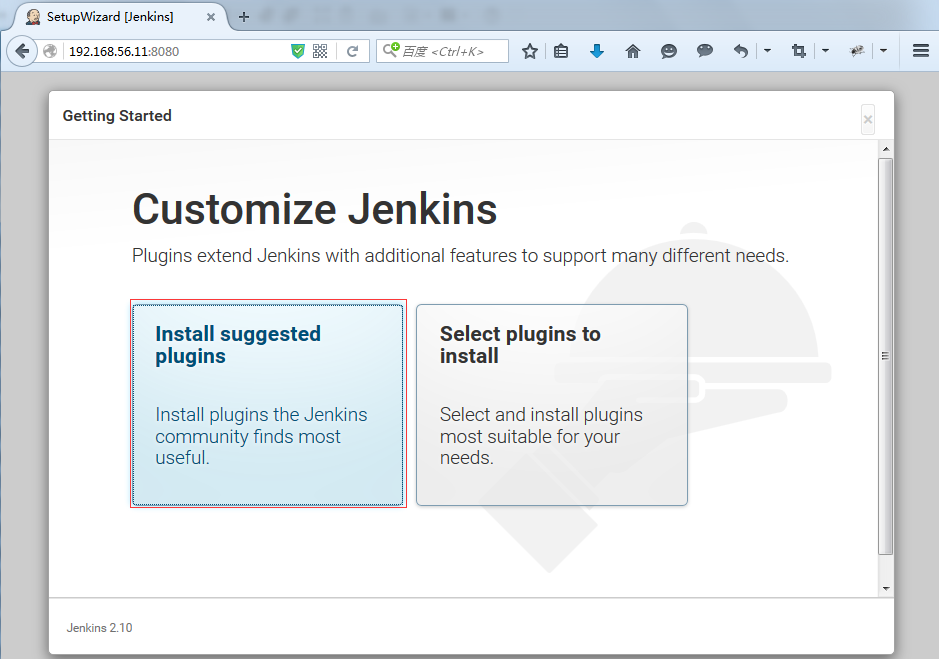 SetupWizard [Jenkins]
192.168.56.11:8080
百度 <Ctrl+K>
Getting Started
Customize Jenkins
Plugins extend Jenkins with additional features to support many different needs.
Install suggested
plugins
Install plugins the Jenkins
community finds most
useful.
Select plugins to
install
Select and install plugins
most suitable for your
needs.
Jenkins 2.10